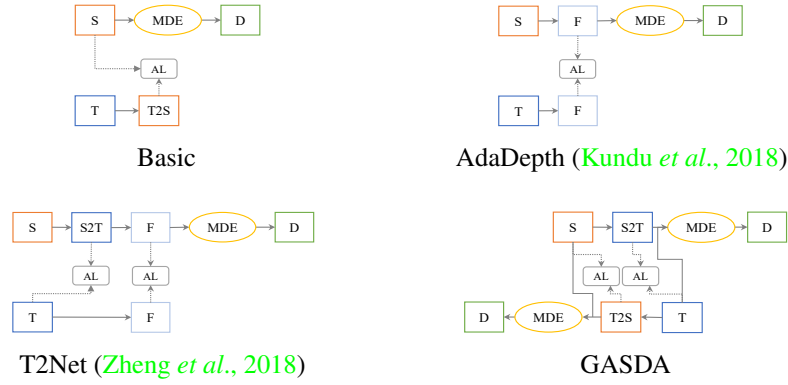 S MDE D
AL
T T2S
Basic
S F MDE D
AL
T F
AdaDepth (Kundu et al., 2018)
S S2T F MDE D
AL AL
T F
T2Net (Zheng et al., 2018)
S S2T MDE D
AL AL
D MDE T2S T
GASDA